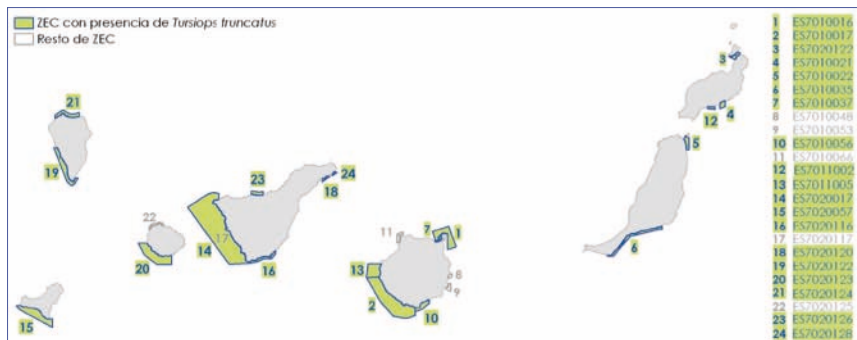 ZEC con presencia de Tursiops truncatus
Resto de ZEC
3
21
12
4
5
19
23
24
18
22
17
11
7
1
20
14
16
13
8
9
6
2
10
15
1 ES7010016
2 ES7010017
3 ES7020122
4 ES7010021
5 ES7010022
6 ES7010035
7 ES7010037
8 ES7010048
9 ES7010053
10 ES7010056
11 ES7010066
12 ES7011002
13 ES7011005
14 ES7020017
15 ES7020057
16 ES7020116
17 ES7020117
18 ES7020120
19 ES7020122
20 ES7020123
21 ES7020124
22 ES7020125
23 ES7020126
24 ES7020128